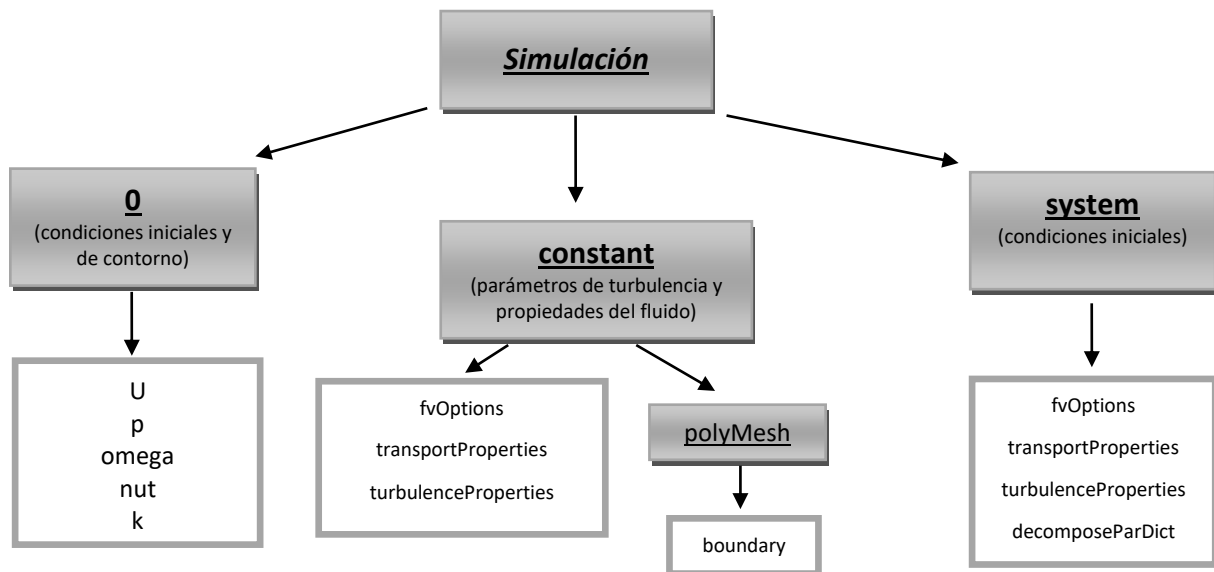 Simulación
0
(condiciones iniciales y
de contorno)
U
p
omega
nut
k
constant
(parámetros de turbulencia y
propiedades del fluido)
fvOptions
transportProperties
turbulenceProperties
polyMesh
boundary
system
(condiciones iniciales)
fvOptions
transportProperties
turbulenceProperties
decomposeParDict